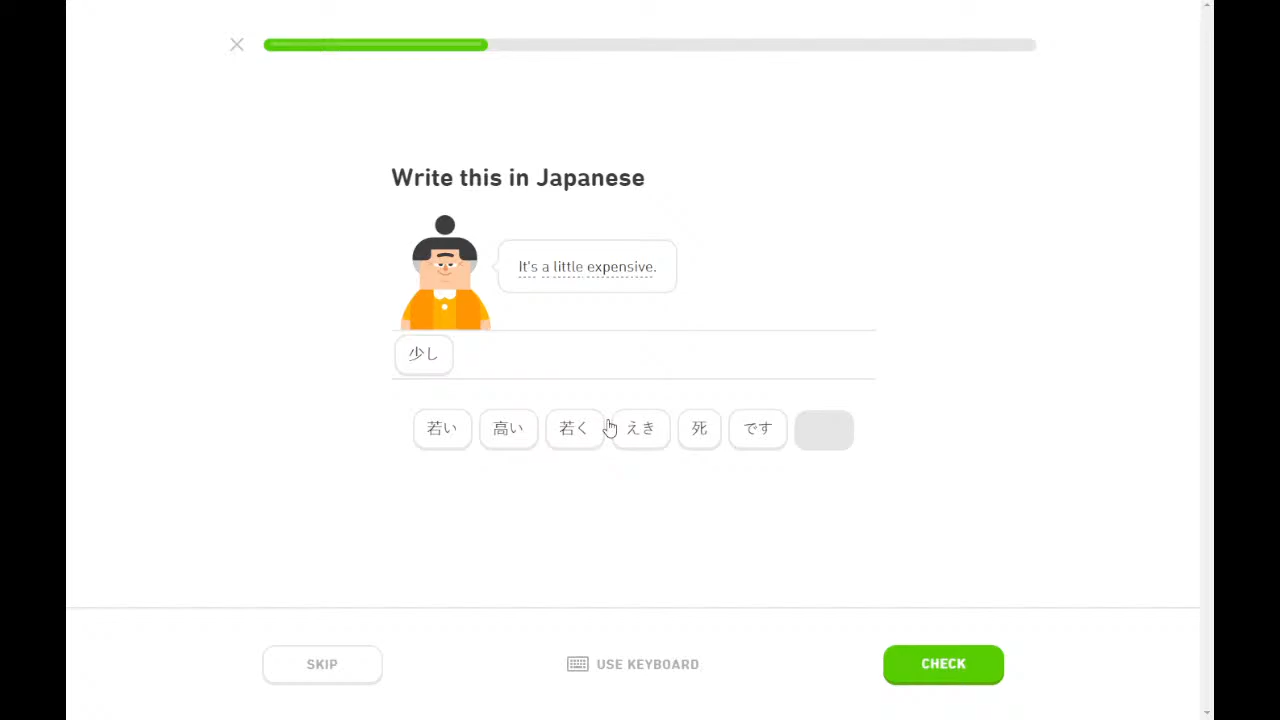 Write this in Japanese
It's a little expensive.
少し
若い 高い 若く えき 死 です
SKIP USE KEYBOARD CHECK